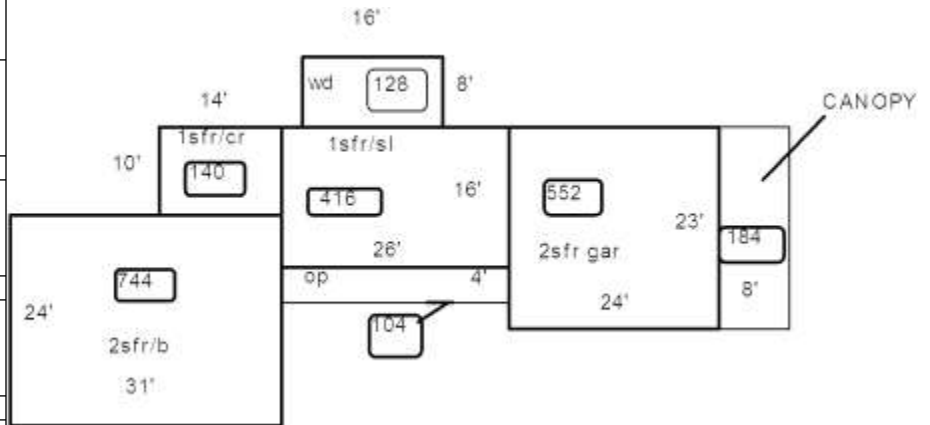 16'
wd
128
8'
CANOPY
14'
1sfr/cr
1sfr/sl
10'
140
416
16'
552
23'
184
2sfr gar
26'
op
4'
744
24'
8'
24'
104
2sfr/b
31'